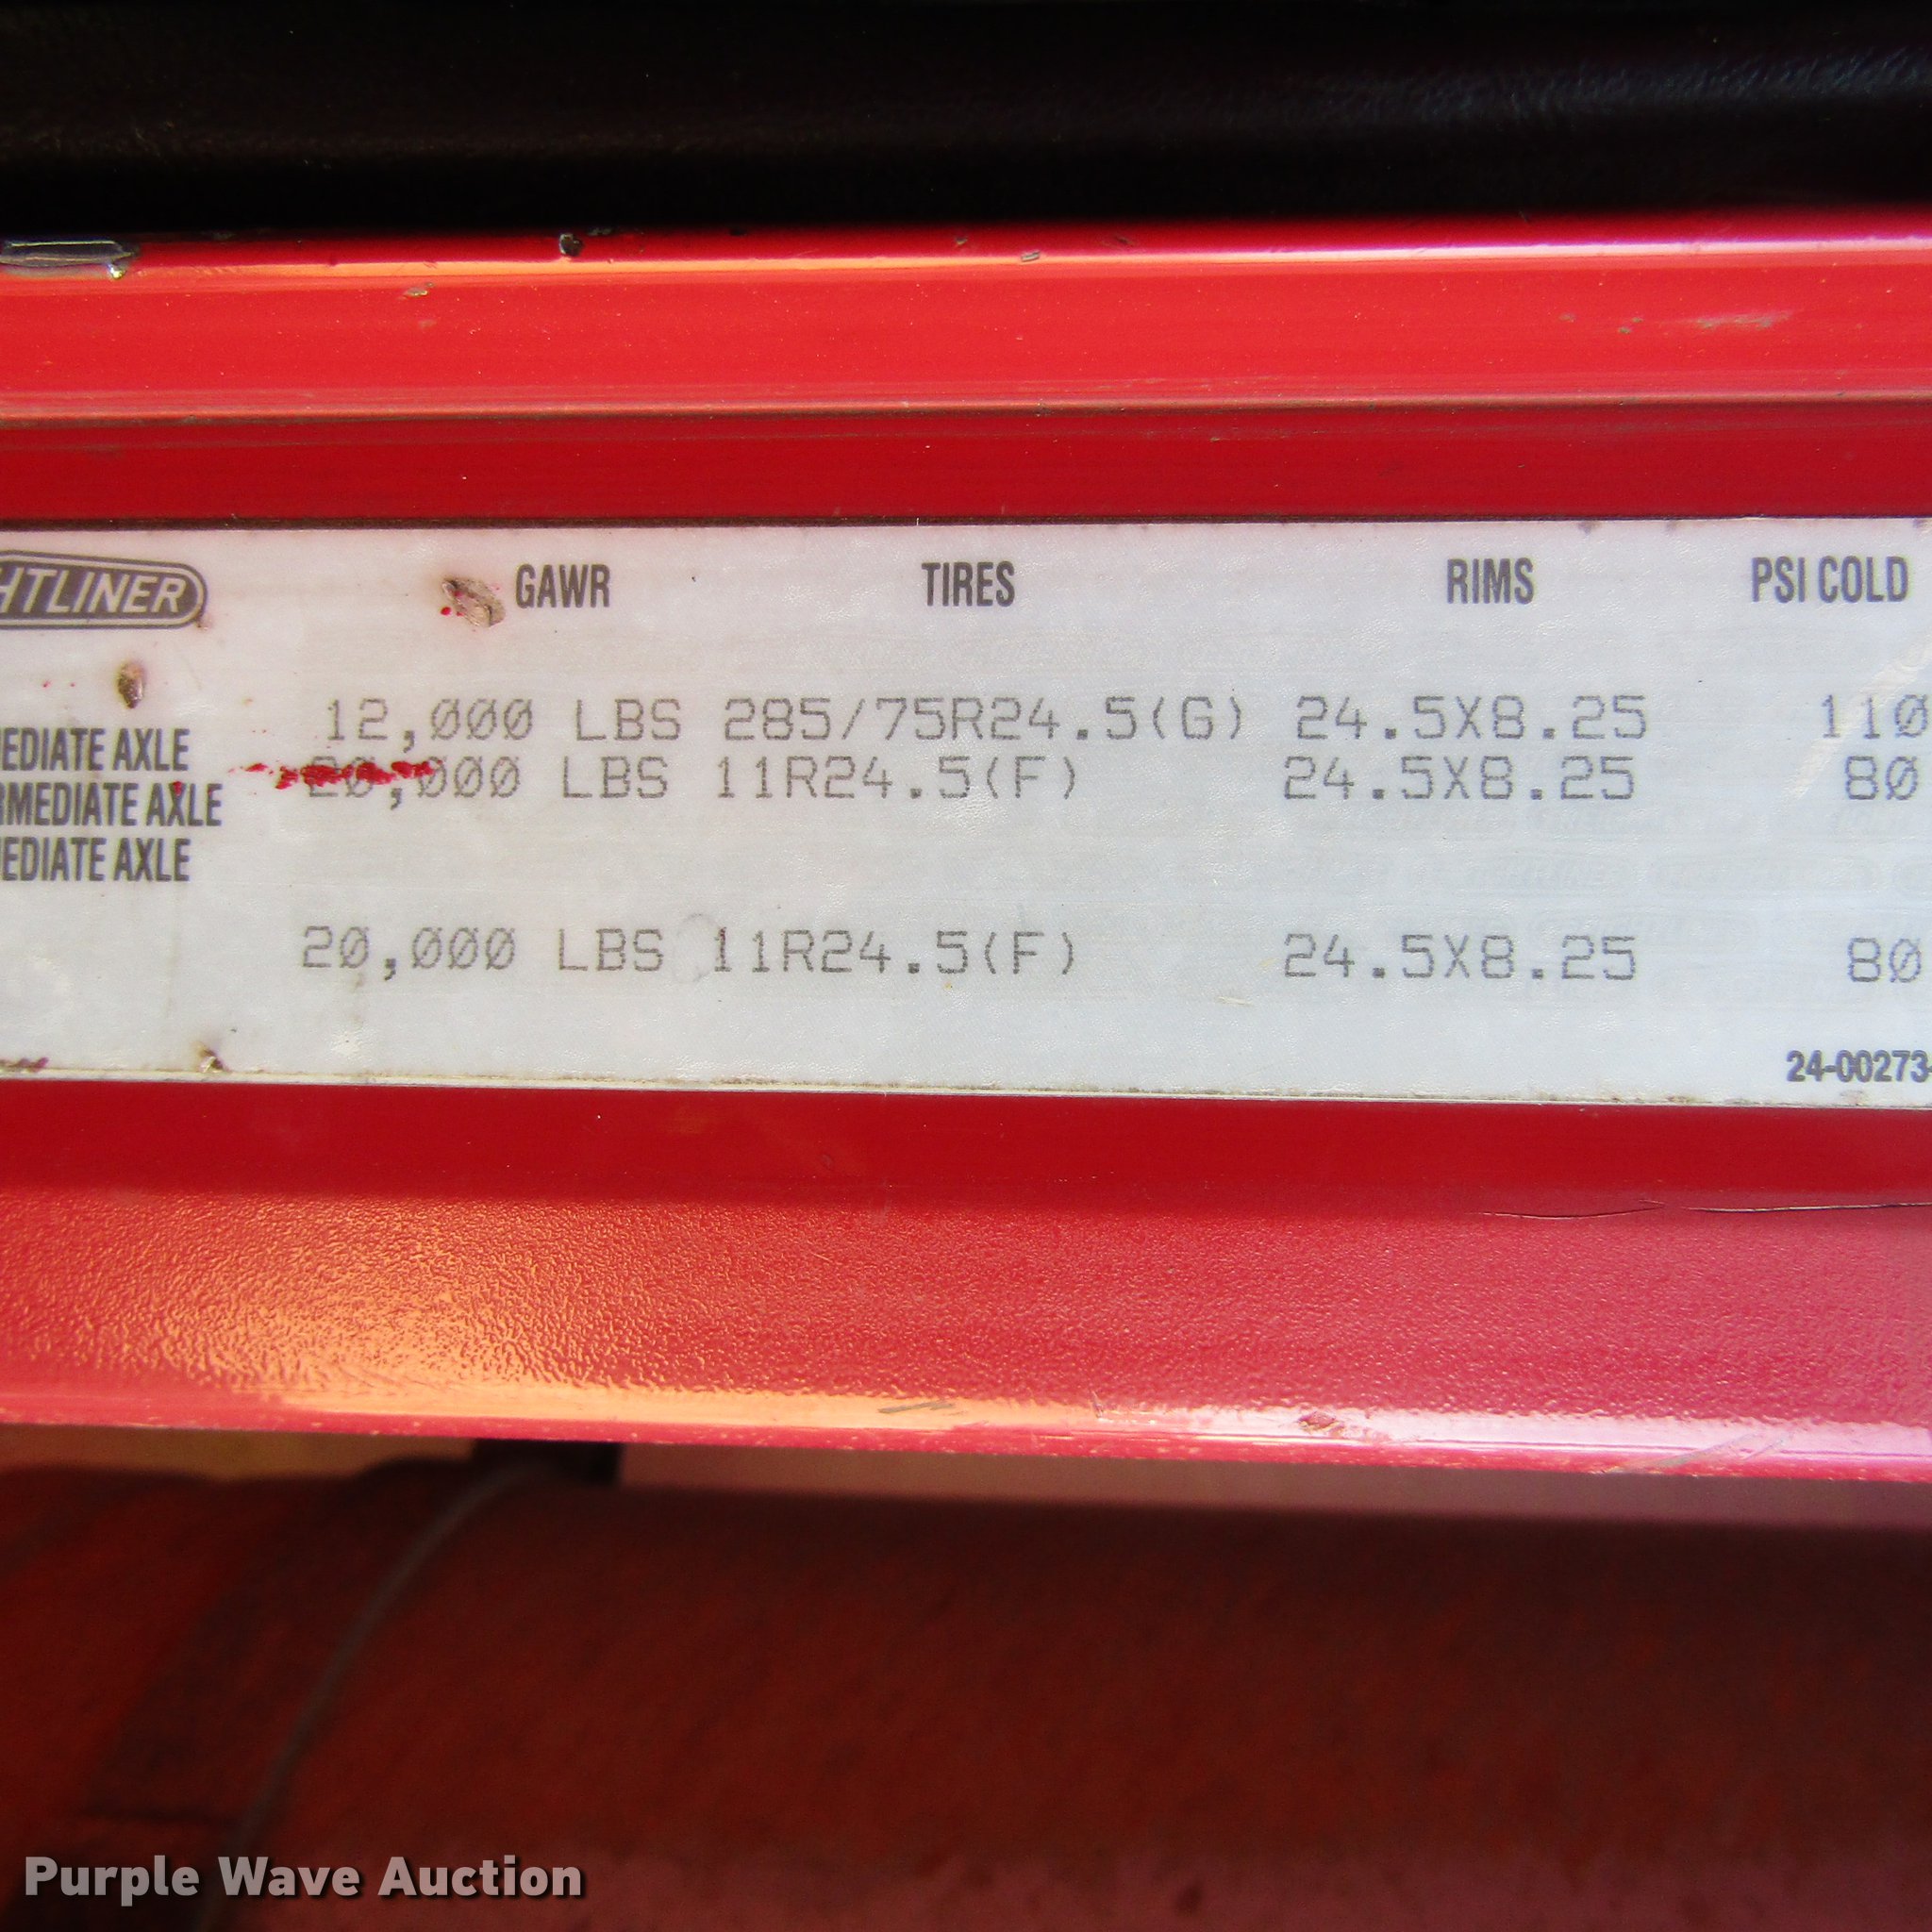 HTLINER GAWR TIRES RIMS PSI COLD
12,000 LBS 285/75R24.5(G) 24.5X8.25 110
EDIATE AXLE 20,000 LBS 11R24.5(F) 24.5X8.25 80
RMEDIATE AXLE
EDIATE AXLE
20,000 LBS 11R24.5(F) 24.5X8.25 80
24-00273-
Purple Wave Auction